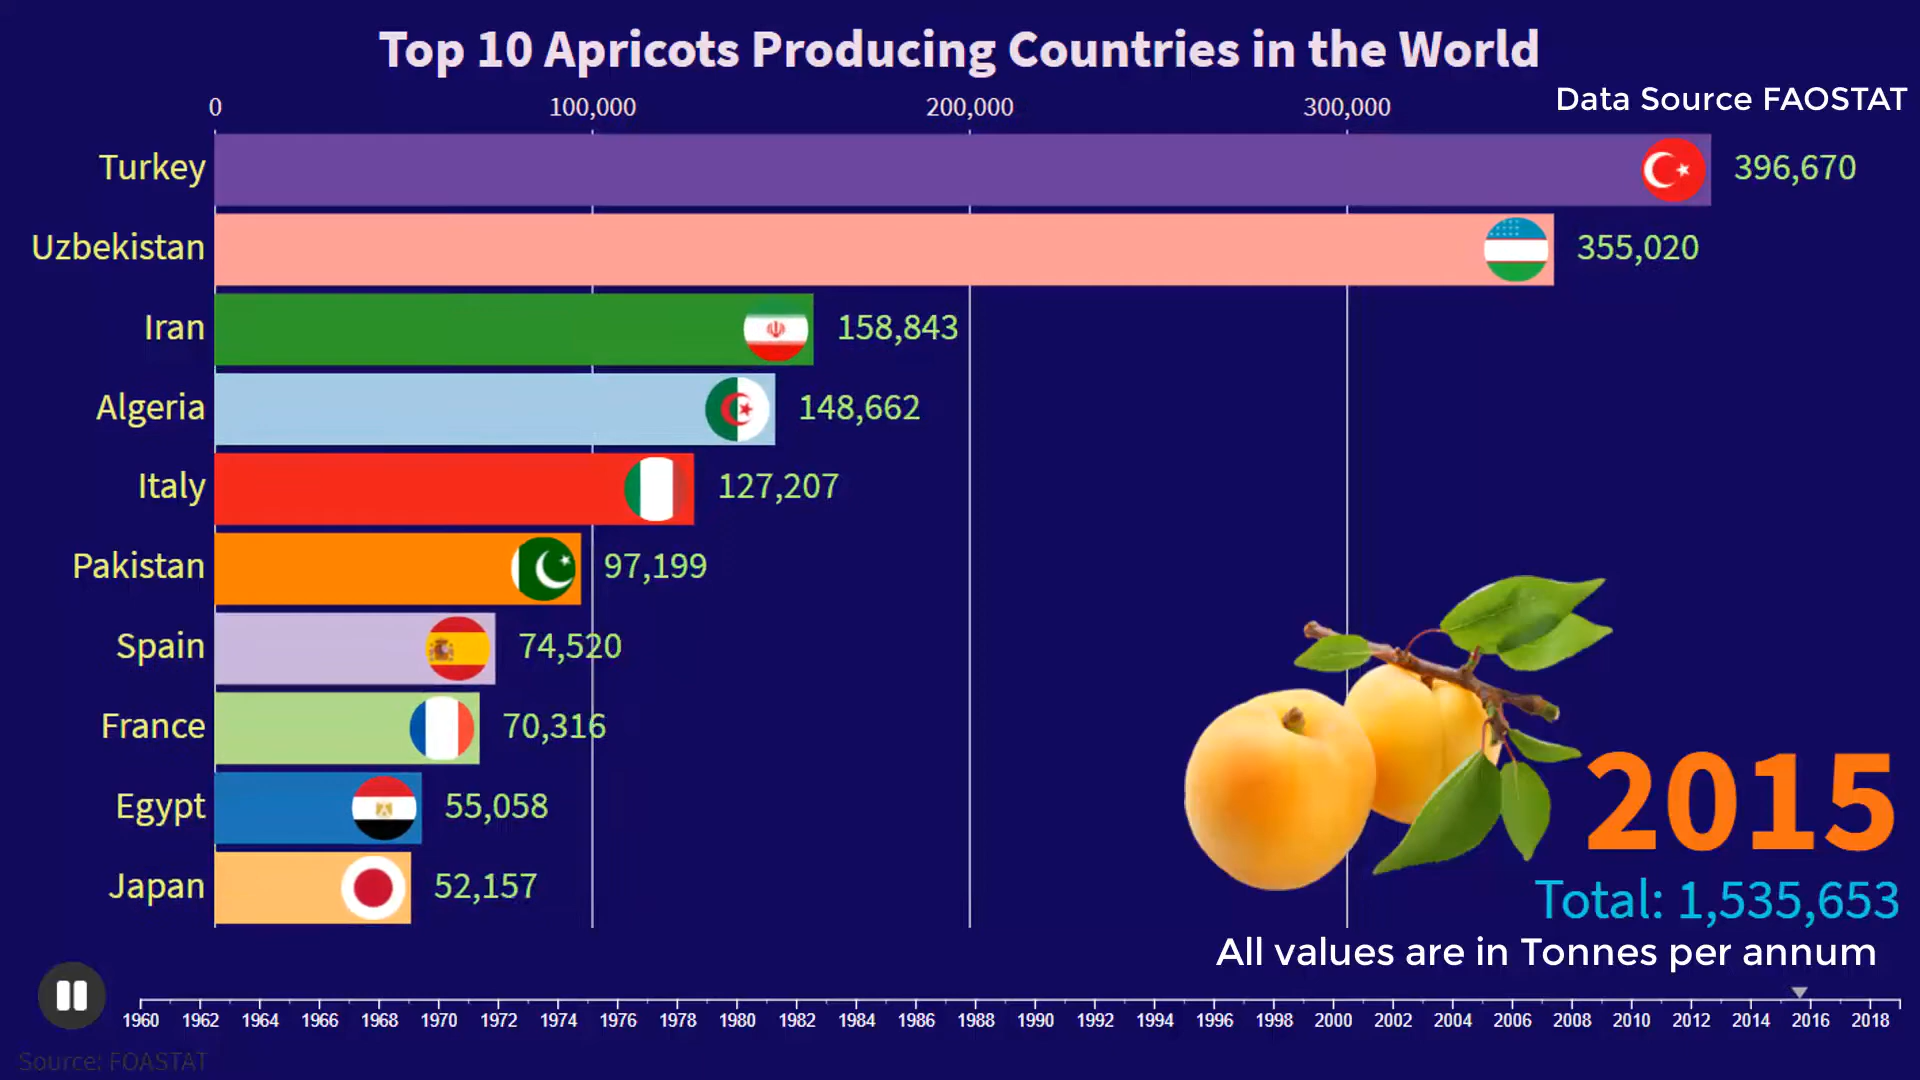 Top 10 Apricots Producing Countries in the World
Data Source FAOSTAT
0 100,000 200,000 300,000
Turkey 396,670
Uzbekistan 355,020
Iran 158,843
Algeria 148,662
Italy 127,207
Pakistan 97,199
Spain 74,520
France 70,316
Egypt 55,058
Japan 52,157
2015
Total: 1,535,653
All values are in Tonnes per annum
1960 1962 1964 1966 1968 1970 1972 1974 1976 1978 1980 1982 1984 1986 1988 1990 1992 1994 1996 1998 2000 2002 2004 2006 2008 2010 2012 2014 2016 2018
Source: FOASTAT